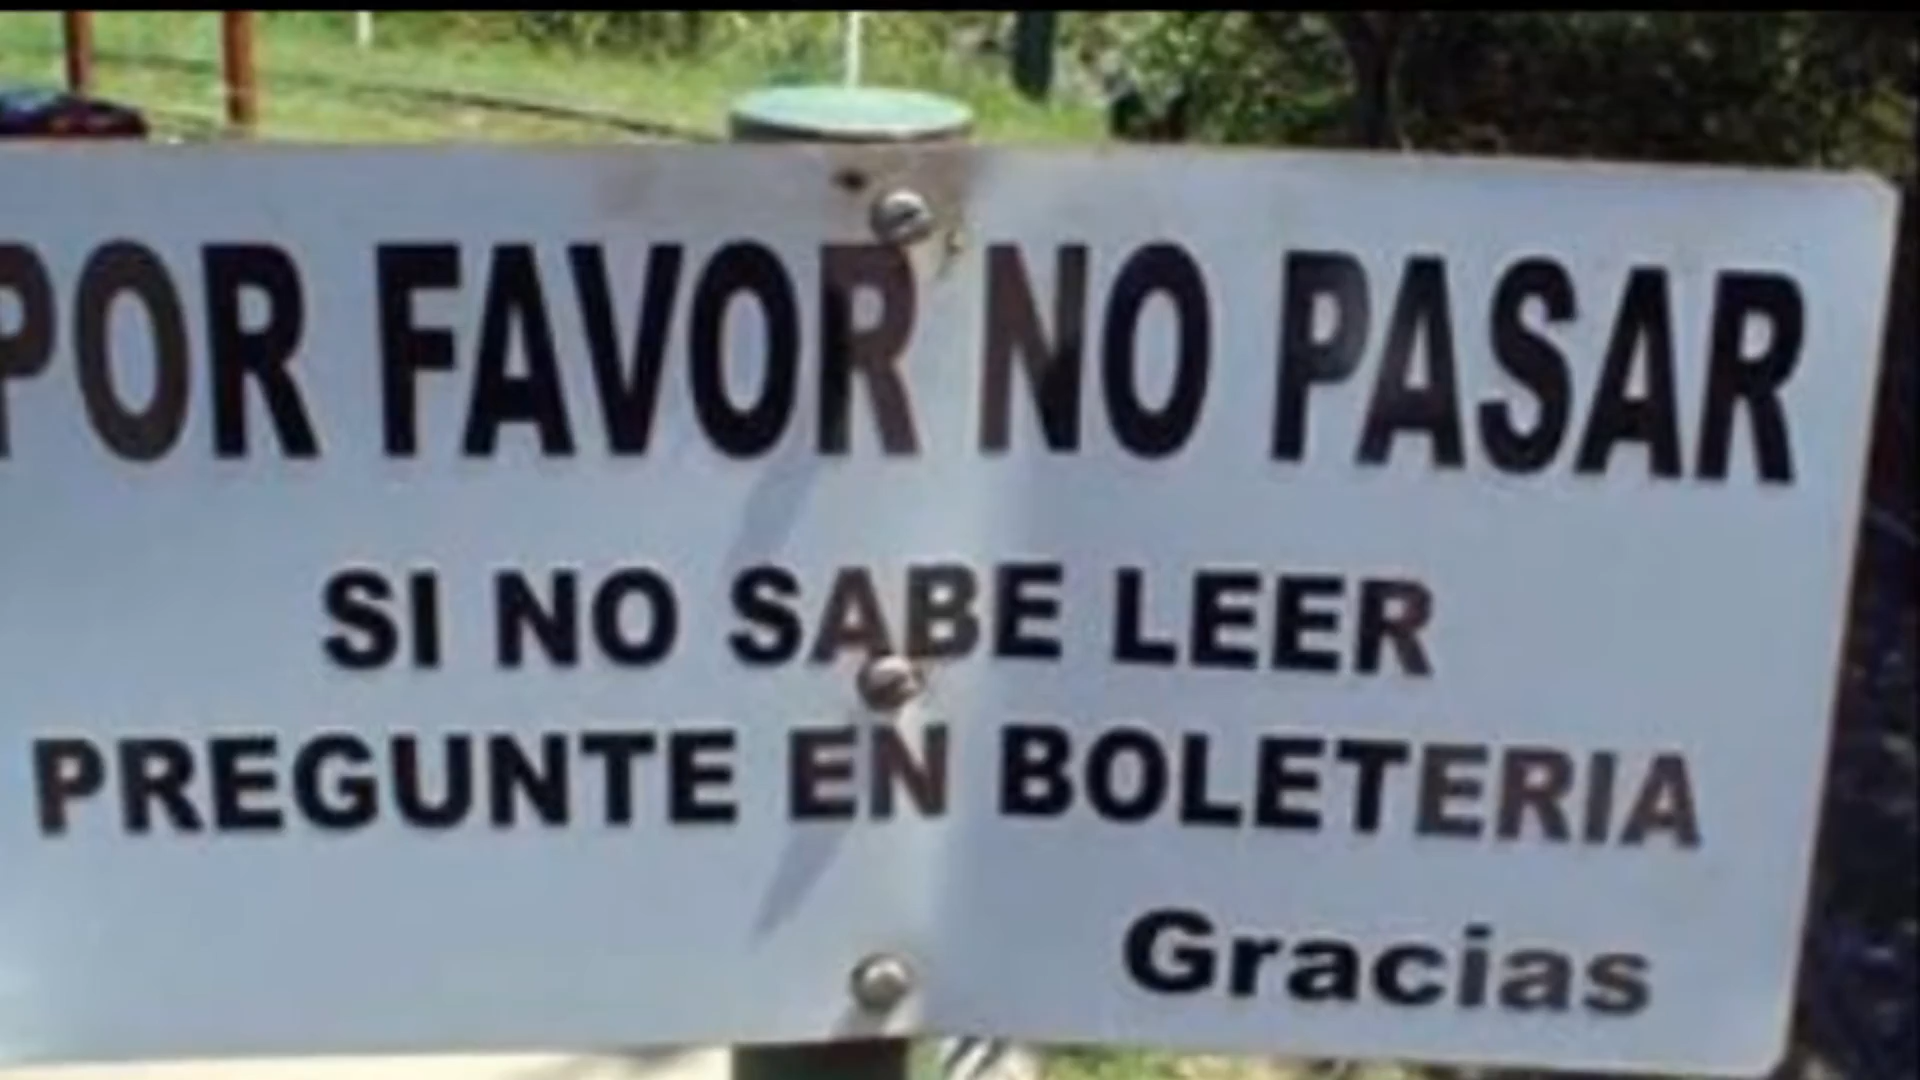 POR FAVOR NO PASAR
SI NO SABE LEER
PREGUNTE EN BOLETERIA
Gracias